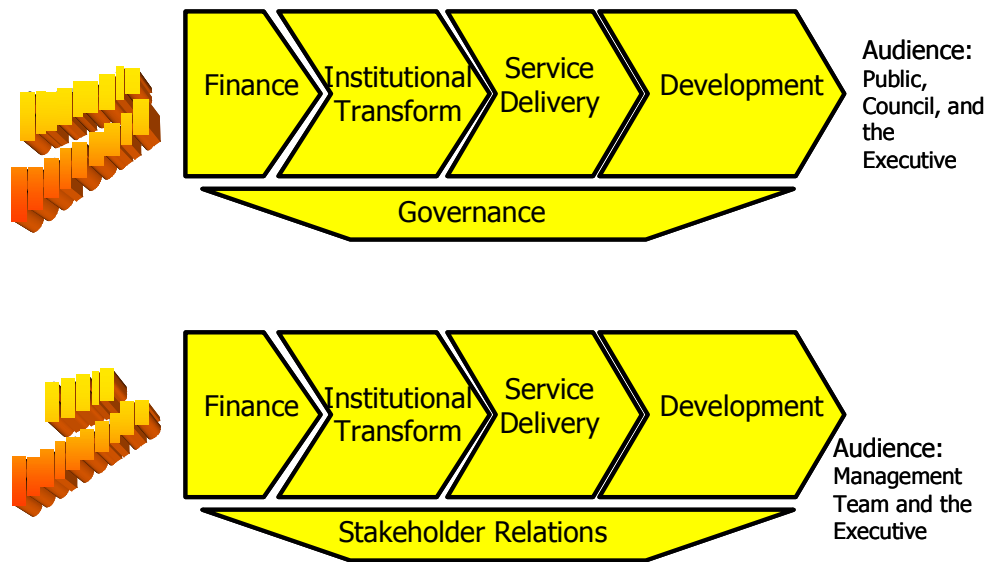 Finance
Institutional
Transform
Service
Delivery
Development
Audience:
Public,
Council, and
the
Executive
Governance
Finance
Institutional
Transform
Service
Delivery
Development
Audience:
Management
Team and the
Executive
Stakeholder Relations